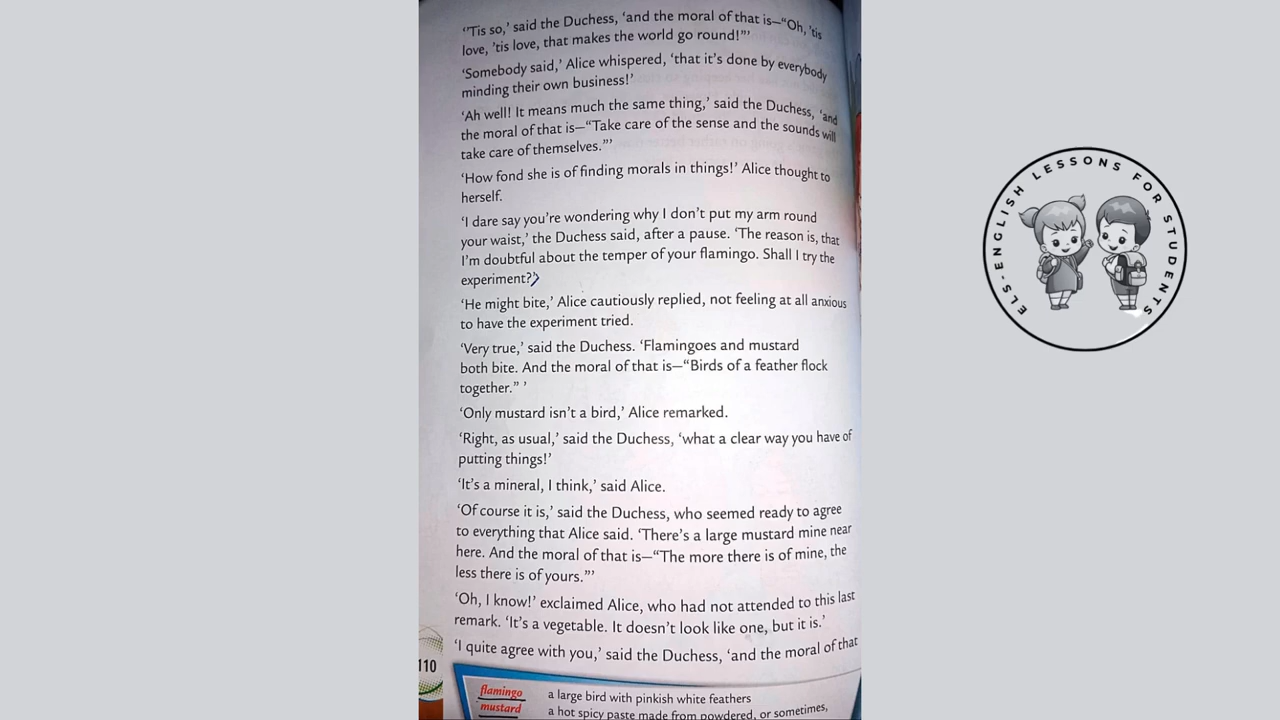 ‘’Tis so,’ said the Duchess, ‘and the moral of that is—“Oh, ’tis
love, ’tis love, that makes the world go round!”’
‘Somebody said,’ Alice whispered, ‘that it’s done by everybody
minding their own business!’
‘Ah well! It means much the same thing,’ said the Duchess, ‘and
the moral of that is—“Take care of the sense and the sounds will
take care of themselves.”’
‘How fond she is of finding morals in things!’ Alice thought to
herself.
‘I dare say you’re wondering why I don’t put my arm round
your waist,’ the Duchess said, after a pause. ‘The reason is, that
I’m doubtful about the temper of your flamingo. Shall I try the
experiment?’
‘He might bite,’ Alice cautiously replied, not feeling at all anxious
to have the experiment tried.
‘Very true,’ said the Duchess. ‘Flamingoes and mustard
both bite. And the moral of that is—“Birds of a feather flock
together.” ’
‘Only mustard isn’t a bird,’ Alice remarked.
‘Right, as usual,’ said the Duchess, ‘what a clear way you have of
putting things!’
‘It’s a mineral, I think,’ said Alice.
‘Of course it is,’ said the Duchess, who seemed ready to agree
to everything that Alice said. ‘There’s a large mustard mine near
here. And the moral of that is—“The more there is of mine, the
less there is of yours.”’
‘Oh, I know!’ exclaimed Alice, who had not attended to this last
remark. ‘It’s a vegetable. It doesn’t look like one, but it is.’
‘I quite agree with you,’ said the Duchess, ‘and the moral of that
110
flamingo a large bird with pinkish white feathers
mustard a hot spicy paste made from powdered, or sometimes,
ELS-ENGLISH LESSONS FOR STUDENTS